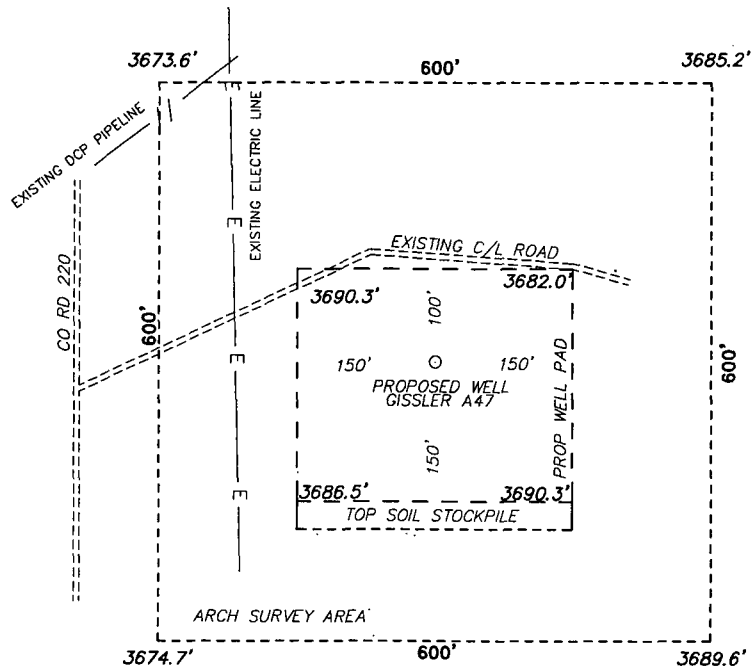 3673.6'
600'
3685.2'
EXISTING DCP PIPELINE
EXISTING ELECTRIC LINE
E
E
EXISTING C/L ROAD
CO RD 220
3690.3'
3682.0'
100'
600'
150'
150'
600'
E
PROPOSED WELL
GISSLER A47
PROP WELL PAD
150'
E
3686.5'
3690.3'
TOP SOIL STOCKPILE
ARCH SURVEY AREA
3674.7'
600'
3689.6'